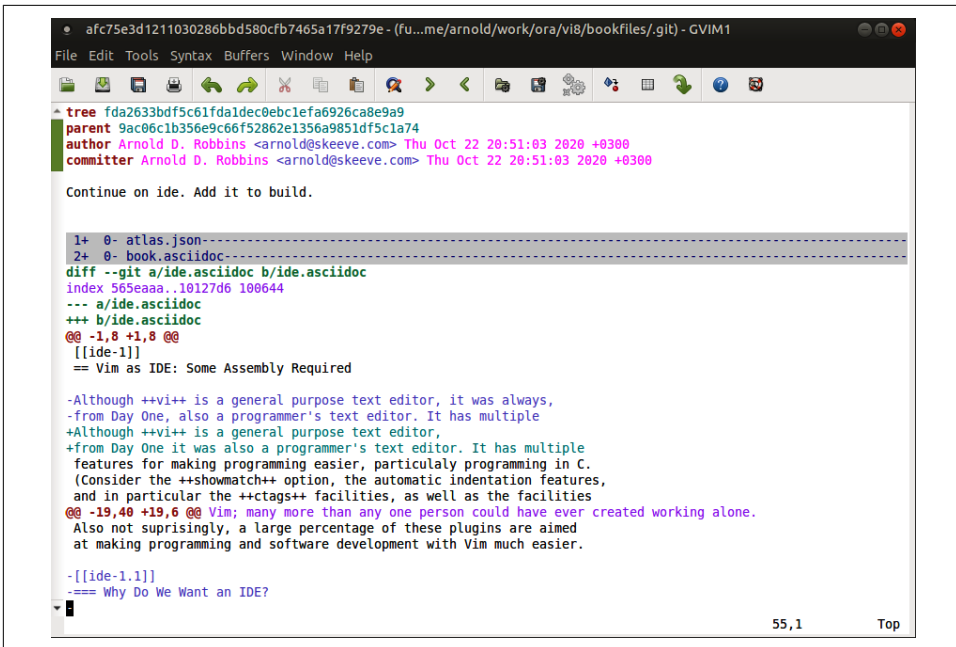 afc75e3d1211030286bbd580cfb7465a17f9279e - (fu...me/arnold/work/ora/vi8/bookfiles/.git) - GVIM1
File Edit Tools Syntax Buffers Window Help
tree fda2633bdf5c61fda1dec0ebc1efa6926ca8e9a9
parent 9ac06c1b356e9c66f52862e1356a9851df5c1a74
author Arnold D. Robbins <arnold@skeeve.com> Thu Oct 22 20:51:03 2020 +0300
committer Arnold D. Robbins <arnold@skeeve.com> Thu Oct 22 20:51:03 2020 +0300
Continue on ide. Add it to build.
1+ 0- atlas.json-----------------------------------------------------------------------------------------------
2+ 0- book.asciidoc--------------------------------------------------------------------------------------------
diff --git a/ide.asciidoc b/ide.asciidoc
index 565eaaa..10127d6 100644
--- a/ide.asciidoc
+++ b/ide.asciidoc
@@ -1,8 +1,8 @@
[[ide-1]]
== Vim as IDE: Some Assembly Required
-Although ++vi++ is a general purpose text editor, it was always,
-from Day One, also a programmer's text editor. It has multiple
+Although ++vi++ is a general purpose text editor,
+from Day One it was also a programmer's text editor. It has multiple
features for making programming easier, particulaly programming in C.
(Consider the ++showmatch++ option, the automatic indentation features,
and in particular the ++ctags++ facilities, as well as the facilities
@@ -19,40 +19,6 @@ Vim; many more than any one person could have ever created working alone.
Also not suprisingly, a large percentage of these plugins are aimed
at making programming and software development with Vim much easier.
-[[ide-1.1]]
-=== Why Do We Want an IDE?
-
55,1 Top